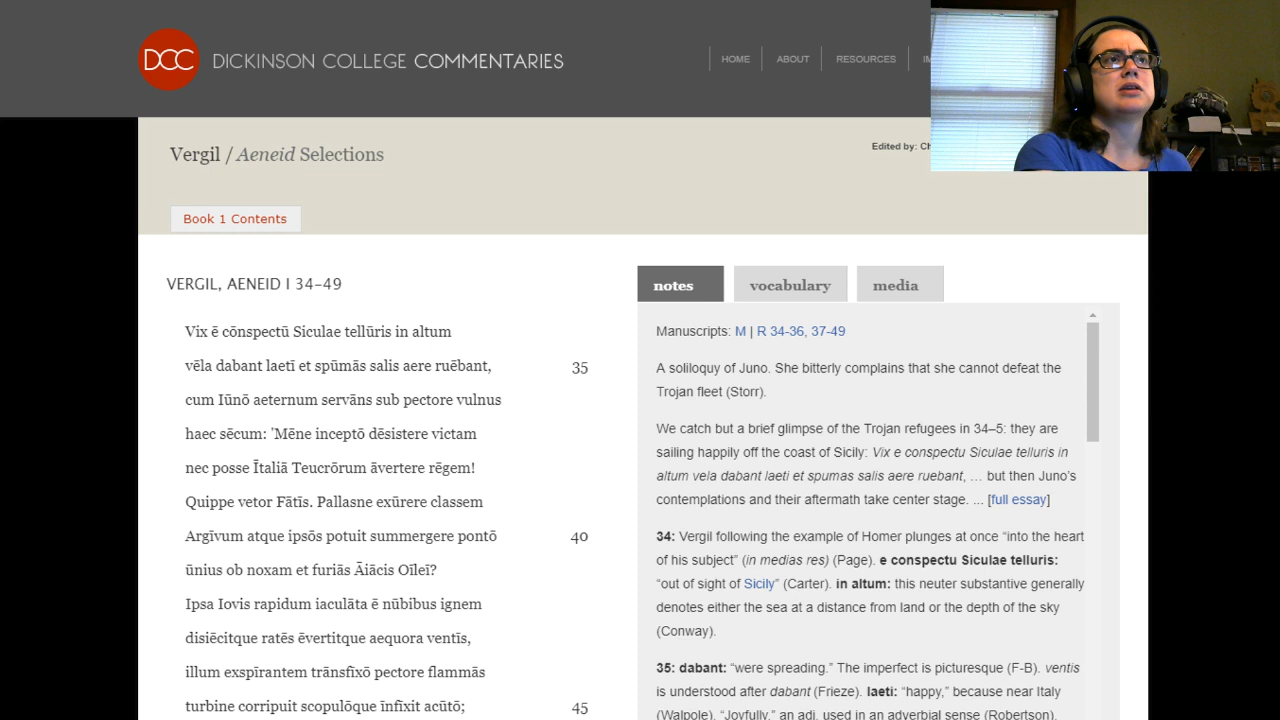 DCC DICKINSON COLLEGE COMMENTARIES
HOME ABOUT RESOURCES
Vergil / Aeneid Selections
Edited by:
Book 1 Contents
VERGIL, AENEID I 34–49
Vix ē cōnspectū Siculae tellūris in altum
vēla dabant laetī et spūmās salis aere ruēbant, 35
cum Iūnō aeternum servāns sub pectore vulnus
haec sēcum: 'Mēne inceptō dēsistere victam
nec posse Ītaliā Teucrōrum āvertere rēgem!
Quippe vetor Fātīs. Pallasne exūrere classem
Argīvum atque ipsōs potuit summergere pontō 40
ūnius ob noxam et furiās Āiācis Oīleī?
Ipsa Iovis rapidum iaculāta ē nūbibus ignem
disiēcitque ratēs ēvertitque aequora ventīs,
illum exspīrantem trānsfīxō pectore flammās
turbine corripuit scopulōque īnfīxit acūtō; 45
notes vocabulary media
Manuscripts: M | R 34-36, 37-49
A soliloquy of Juno. She bitterly complains that she cannot defeat the
Trojan fleet (Storr).
We catch but a brief glimpse of the Trojan refugees in 34–5: they are
sailing happily off the coast of Sicily: Vix e conspectu Siculae telluris in
altum vela dabant laeti et spumas salis aere ruebant, … but then Juno’s
contemplations and their aftermath take center stage. ... [full essay]
34: Vergil following the example of Homer plunges at once “into the heart
of his subject” (in medias res) (Page). e conspectu Siculae telluris:
“out of sight of Sicily” (Carter). in altum: this neuter substantive generally
denotes either the sea at a distance from land or the depth of the sky
(Conway).
35: dabant: “were spreading.” The imperfect is picturesque (F-B). ventis
is understood after dabant (Frieze). laeti: “happy,” because near Italy
(Walpole). “Joyfully,” an adj. used in an adverbial sense (Robertson).